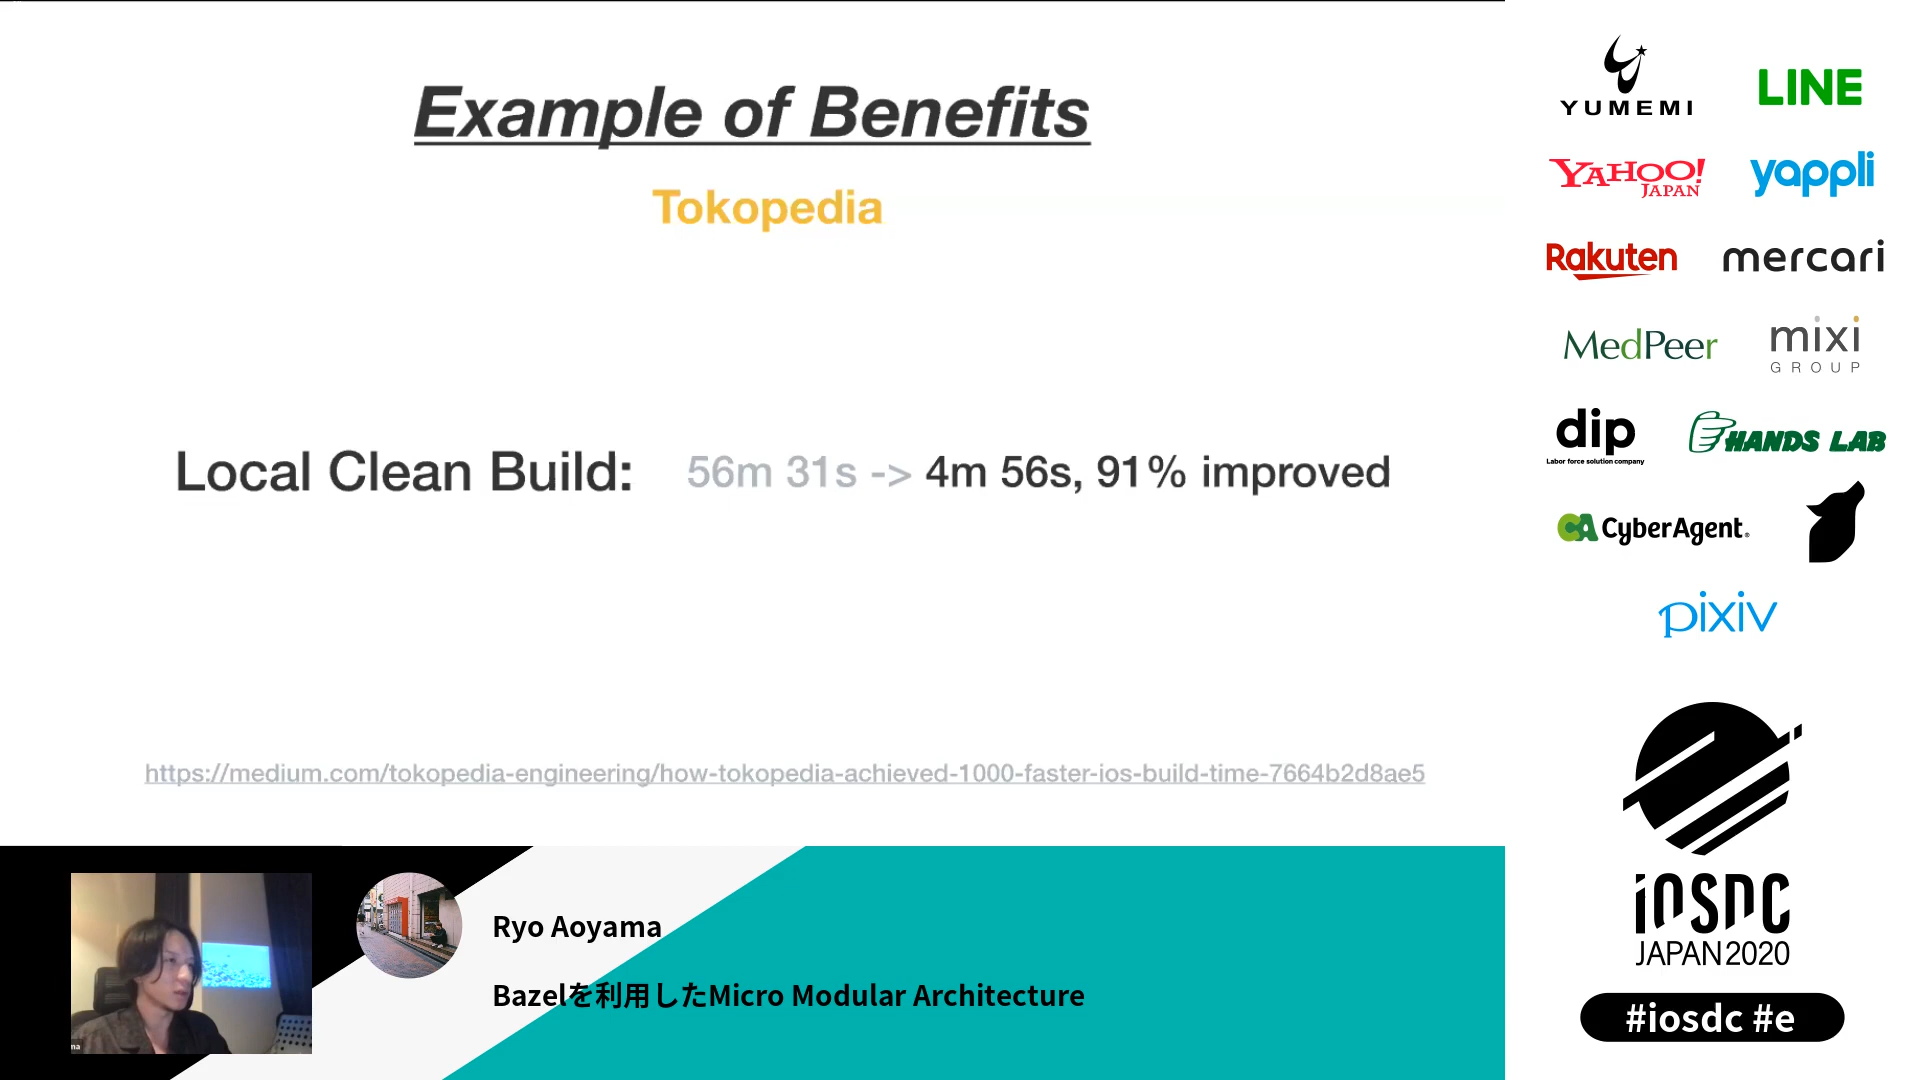 Example of Benefits
Tokopedia
Local Clean Build: 56m 31s -> 4m 56s, 91% improved
https://medium.com/tokopedia-engineering/how-tokopedia-achieved-1000-faster-ios-build-time-7664b2d8ae5
ma
Ryo Aoyama
Bazelを利用したMicro Modular Architecture
YUMEMI
LINE
YAHOO!
JAPAN
yappli
Rakuten
mercari
MedPeer
mixi
GROUP
dip
Labor force solution company
HANDS LAB
CA CyberAgent
pixiv
iOSDC
JAPAN 2020
#iosdc #e